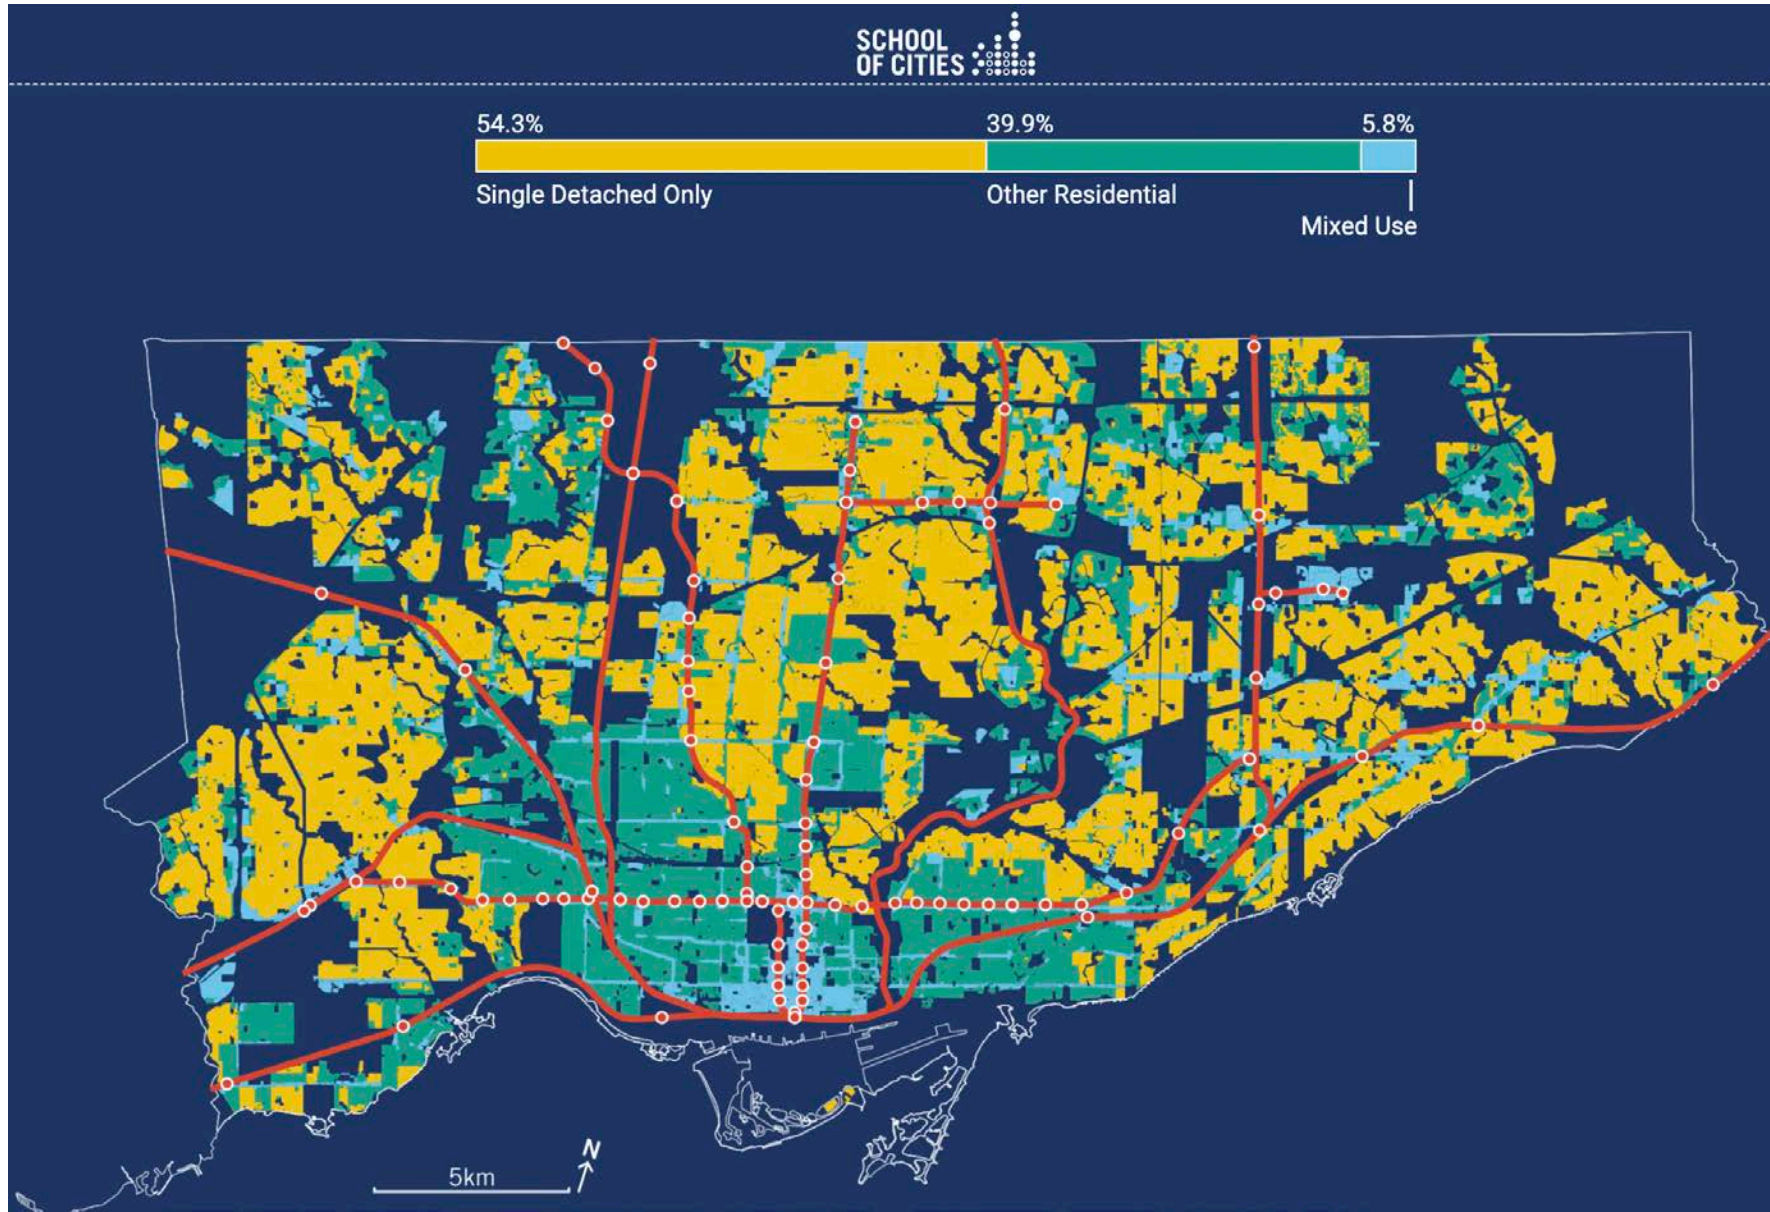 SCHOOL
OF CITIES
54.3% 39.9% 5.8%
Single Detached Only Other Residential
Mixed Use
N
5km